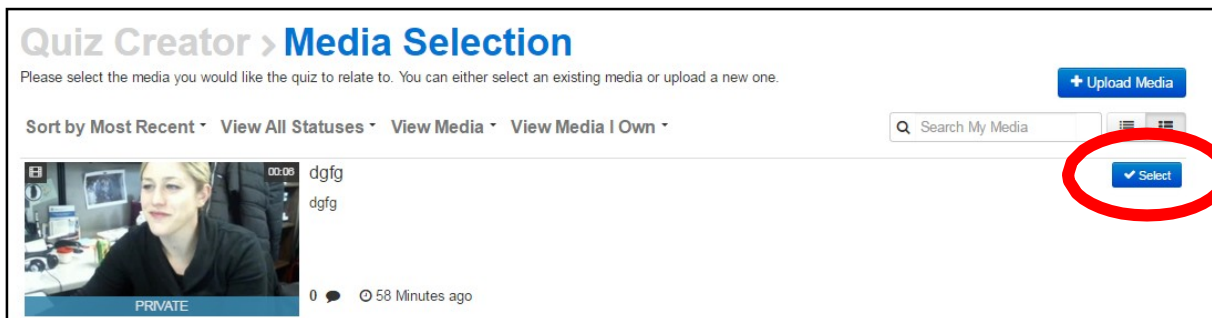 Quiz Creator > Media Selection
Please select the media you would like the quiz to relate to. You can either select an existing media or upload a new one.
+ Upload Media
Sort by Most Recent View All Statuses View Media View Media I Own Search My Media
00:06 dgfg Select
dgfg
0 58 Minutes ago
PRIVATE